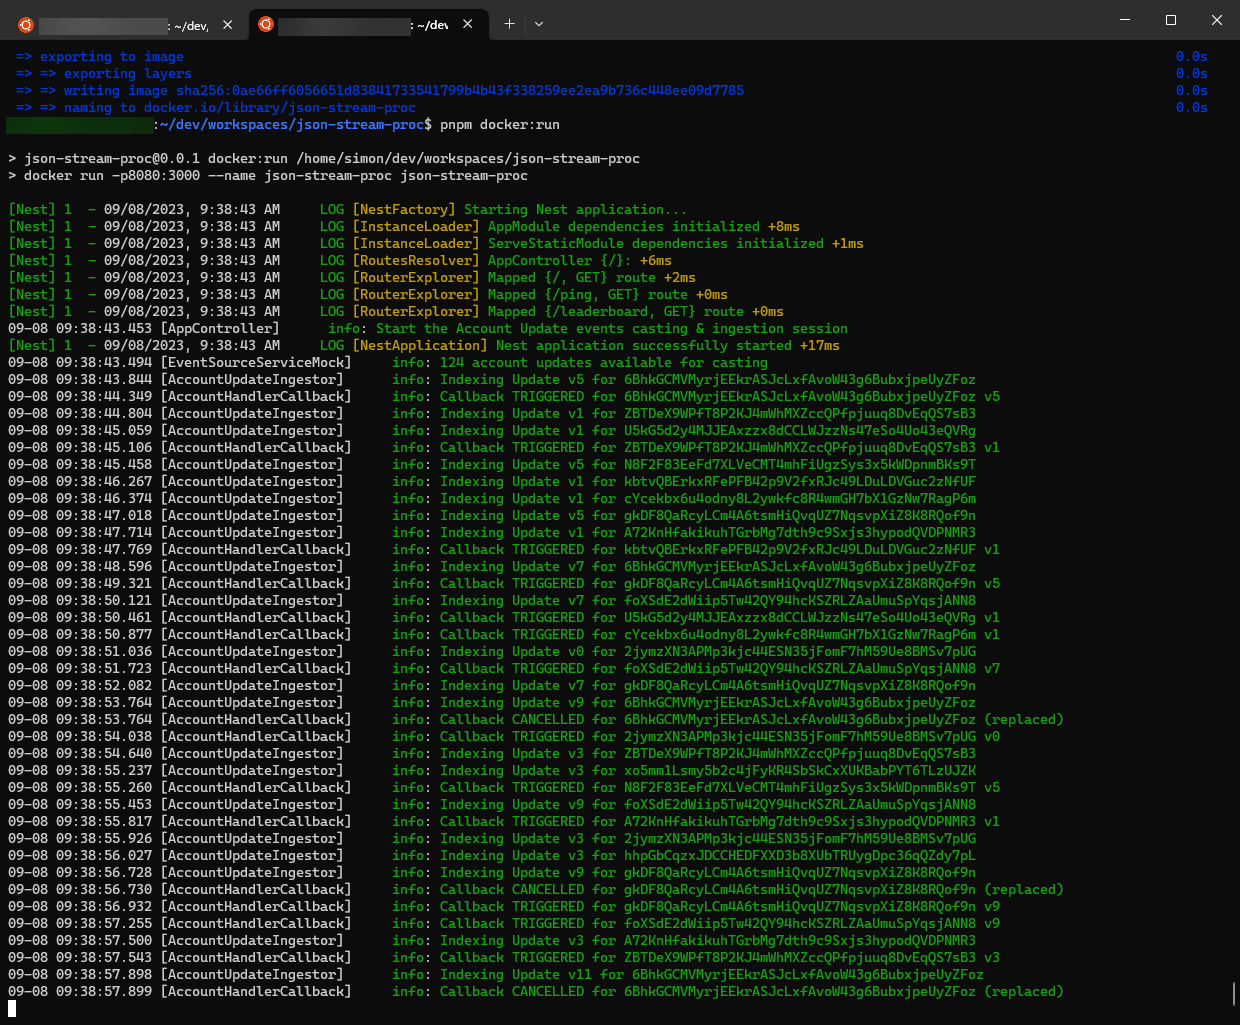 : ~/dev,
: ~/dev
=> exporting to image 0.0s
=> => exporting layers 0.0s
=> => writing image sha256:0ae66ff6056651d83841733541799b4b43f338259ee2ea9b736c448ee09d7785 0.0s
=> => naming to docker.io/library/json-stream-proc 0.0s
:~/dev/workspaces/json-stream-proc$ pnpm docker:run
> json-stream-proc@0.0.1 docker:run /home/simon/dev/workspaces/json-stream-proc
> docker run -p8080:3000 --name json-stream-proc json-stream-proc
[Nest] 1 - 09/08/2023, 9:38:43 AM LOG [NestFactory] Starting Nest application...
[Nest] 1 - 09/08/2023, 9:38:43 AM LOG [InstanceLoader] AppModule dependencies initialized +8ms
[Nest] 1 - 09/08/2023, 9:38:43 AM LOG [InstanceLoader] ServeStaticModule dependencies initialized +1ms
[Nest] 1 - 09/08/2023, 9:38:43 AM LOG [RoutesResolver] AppController {/}: +6ms
[Nest] 1 - 09/08/2023, 9:38:43 AM LOG [RouterExplorer] Mapped {/, GET} route +2ms
[Nest] 1 - 09/08/2023, 9:38:43 AM LOG [RouterExplorer] Mapped {/ping, GET} route +0ms
[Nest] 1 - 09/08/2023, 9:38:43 AM LOG [RouterExplorer] Mapped {/leaderboard, GET} route +0ms
09-08 09:38:43.453 [AppController] info: Start the Account Update events casting & ingestion session
[Nest] 1 - 09/08/2023, 9:38:43 AM LOG [NestApplication] Nest application successfully started +17ms
09-08 09:38:43.494 [EventSourceServiceMock] info: 124 account updates available for casting
09-08 09:38:43.844 [AccountUpdateIngestor] info: Indexing Update v5 for 6BhkGCMVMyrjEEkrASJcLxfAvoW43g6BubxjpeUyZFoz
09-08 09:38:44.349 [AccountHandlerCallback] info: Callback TRIGGERED for 6BhkGCMVMyrjEEkrASJcLxfAvoW43g6BubxjpeUyZFoz v5
09-08 09:38:44.804 [AccountUpdateIngestor] info: Indexing Update v1 for ZBTDeX9WPfT8P2KJ4mWhMXZccQPfpjuuq8DvEqQS7sB3
09-08 09:38:45.059 [AccountUpdateIngestor] info: Indexing Update v1 for U5kG5d2y4MJJEAxzzx8dCCLWJzzNs47eSo4Uo43eQVRg
09-08 09:38:45.106 [AccountHandlerCallback] info: Callback TRIGGERED for ZBTDeX9WPfT8P2KJ4mWhMXZccQPfpjuuq8DvEqQS7sB3 v1
09-08 09:38:45.458 [AccountUpdateIngestor] info: Indexing Update v5 for N8F2F83EeFd7XLVeCMT4mhFiUgzSys3x5kWDpnmBKs9T
09-08 09:38:46.267 [AccountUpdateIngestor] info: Indexing Update v1 for kbtvQBErkxRFePFB42p9V2fxRJc49LDuLDVGuc2zNfUF
09-08 09:38:46.374 [AccountUpdateIngestor] info: Indexing Update v1 for cYcekbx6u4odny8L2ywkfc8R4wmGH7bX1GzNw7RagP6m
09-08 09:38:47.018 [AccountUpdateIngestor] info: Indexing Update v5 for gkDF8QaRcyLCm4A6tsmHiQvqUZ7NqsvpXiZ8K8RQof9n
09-08 09:38:47.714 [AccountUpdateIngestor] info: Indexing Update v1 for A72KnHfakikuhTGrbMg7dth9c9Sxjs3hypodQVDPNMR3
09-08 09:38:47.769 [AccountHandlerCallback] info: Callback TRIGGERED for kbtvQBErkxRFePFB42p9V2fxRJc49LDuLDVGuc2zNfUF v1
09-08 09:38:48.596 [AccountUpdateIngestor] info: Indexing Update v7 for 6BhkGCMVMyrjEEkrASJcLxfAvoW43g6BubxjpeUyZFoz
09-08 09:38:49.321 [AccountHandlerCallback] info: Callback TRIGGERED for gkDF8QaRcyLCm4A6tsmHiQvqUZ7NqsvpXiZ8K8RQof9n v5
09-08 09:38:50.121 [AccountUpdateIngestor] info: Indexing Update v7 for foXSdE2dWiip5Tw42QY94hcKSZRLZAaUmuSpYqsjANN8
09-08 09:38:50.461 [AccountHandlerCallback] info: Callback TRIGGERED for U5kG5d2y4MJJEAxzzx8dCCLWJzzNs47eSo4Uo43eQVRg v1
09-08 09:38:50.877 [AccountHandlerCallback] info: Callback TRIGGERED for cYcekbx6u4odny8L2ywkfc8R4wmGH7bX1GzNw7RagP6m v1
09-08 09:38:51.036 [AccountUpdateIngestor] info: Indexing Update v0 for 2jymzXN3APMp3kjc44ESN35jFomF7hM59Ue8BMSv7pUG
09-08 09:38:51.723 [AccountHandlerCallback] info: Callback TRIGGERED for foXSdE2dWiip5Tw42QY94hcKSZRLZAaUmuSpYqsjANN8 v7
09-08 09:38:52.082 [AccountUpdateIngestor] info: Indexing Update v7 for gkDF8QaRcyLCm4A6tsmHiQvqUZ7NqsvpXiZ8K8RQof9n
09-08 09:38:53.764 [AccountUpdateIngestor] info: Indexing Update v9 for 6BhkGCMVMyrjEEkrASJcLxfAvoW43g6BubxjpeUyZFoz
09-08 09:38:53.764 [AccountHandlerCallback] info: Callback CANCELLED for 6BhkGCMVMyrjEEkrASJcLxfAvoW43g6BubxjpeUyZFoz (replaced)
09-08 09:38:54.038 [AccountHandlerCallback] info: Callback TRIGGERED for 2jymzXN3APMp3kjc44ESN35jFomF7hM59Ue8BMSv7pUG v0
09-08 09:38:54.640 [AccountUpdateIngestor] info: Indexing Update v3 for ZBTDeX9WPfT8P2KJ4mWhMXZccQPfpjuuq8DvEqQS7sB3
09-08 09:38:55.237 [AccountUpdateIngestor] info: Indexing Update v3 for xo5mm1Lsmy5b2c4jFyKR4SbSkCxXUKBabPYT6TLzUJZK
09-08 09:38:55.260 [AccountHandlerCallback] info: Callback TRIGGERED for N8F2F83EeFd7XLVeCMT4mhFiUgzSys3x5kWDpnmBKs9T v5
09-08 09:38:55.453 [AccountUpdateIngestor] info: Indexing Update v9 for foXSdE2dWiip5Tw42QY94hcKSZRLZAaUmuSpYqsjANN8
09-08 09:38:55.817 [AccountHandlerCallback] info: Callback TRIGGERED for A72KnHfakikuhTGrbMg7dth9c9Sxjs3hypodQVDPNMR3 v1
09-08 09:38:55.926 [AccountUpdateIngestor] info: Indexing Update v3 for 2jymzXN3APMp3kjc44ESN35jFomF7hM59Ue8BMSv7pUG
09-08 09:38:56.027 [AccountUpdateIngestor] info: Indexing Update v3 for hhpGbCqzxJDCCHEDFXXD3b8XUbTRUygDpc36qQZdy7pL
09-08 09:38:56.728 [AccountUpdateIngestor] info: Indexing Update v9 for gkDF8QaRcyLCm4A6tsmHiQvqUZ7NqsvpXiZ8K8RQof9n
09-08 09:38:56.730 [AccountHandlerCallback] info: Callback CANCELLED for gkDF8QaRcyLCm4A6tsmHiQvqUZ7NqsvpXiZ8K8RQof9n (replaced)
09-08 09:38:56.932 [AccountHandlerCallback] info: Callback TRIGGERED for gkDF8QaRcyLCm4A6tsmHiQvqUZ7NqsvpXiZ8K8RQof9n v9
09-08 09:38:57.255 [AccountHandlerCallback] info: Callback TRIGGERED for foXSdE2dWiip5Tw42QY94hcKSZRLZAaUmuSpYqsjANN8 v9
09-08 09:38:57.500 [AccountUpdateIngestor] info: Indexing Update v3 for A72KnHfakikuhTGrbMg7dth9c9Sxjs3hypodQVDPNMR3
09-08 09:38:57.543 [AccountHandlerCallback] info: Callback TRIGGERED for ZBTDeX9WPfT8P2KJ4mWhMXZccQPfpjuuq8DvEqQS7sB3 v3
09-08 09:38:57.898 [AccountUpdateIngestor] info: Indexing Update v11 for 6BhkGCMVMyrjEEkrASJcLxfAvoW43g6BubxjpeUyZFoz
09-08 09:38:57.899 [AccountHandlerCallback] info: Callback CANCELLED for 6BhkGCMVMyrjEEkrASJcLxfAvoW43g6BubxjpeUyZFoz (replaced)